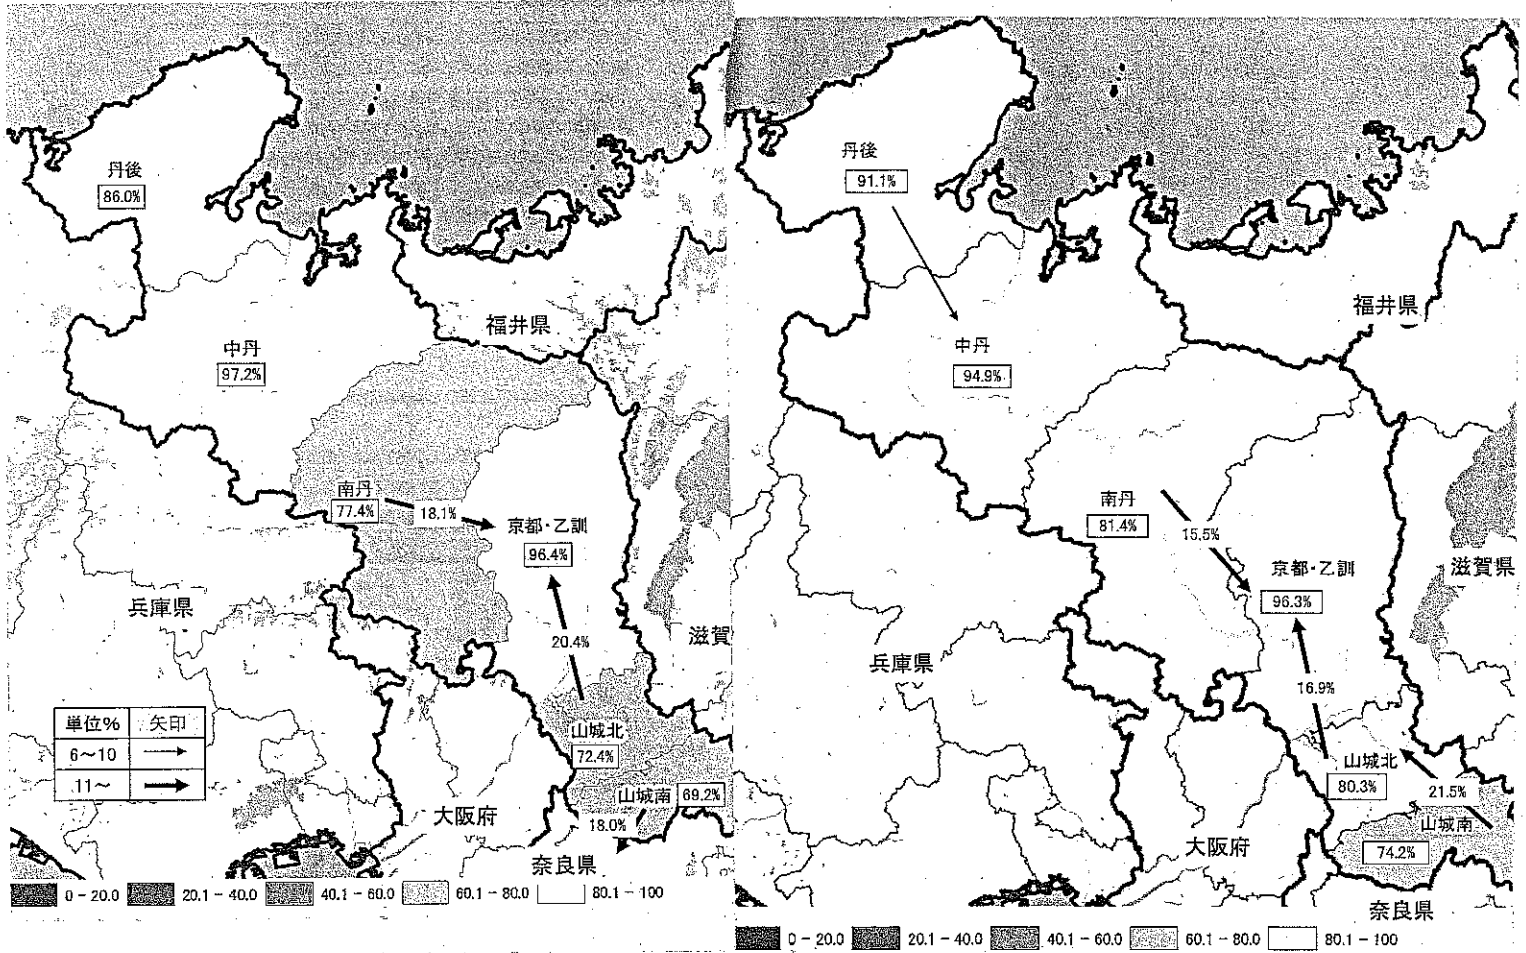 丹後
86.0%
中丹
97.2%
福井県
南丹
77.4%
18.1%
京都・乙訓
96.4%
兵庫県
20.4%
滋賀
単位% 矢印
6～10
11～
山城北
72.4%
山城南 69.2%
18.0%
大阪府
奈良県
0 - 20.0 20.1 - 40.0 40.1 - 60.0 60.1 - 80.0 80.1 - 100
丹後
91.1%
中丹
94.9%
福井県
南丹
81.4%
15.5%
京都・乙訓
96.3%
滋賀県
兵庫県
16.9%
山城北
80.3%
21.5%
山城南
74.2%
大阪府
奈良県
0 - 20.0 20.1 - 40.0 40.1 - 60.0 60.1 - 80.0 80.1 - 100